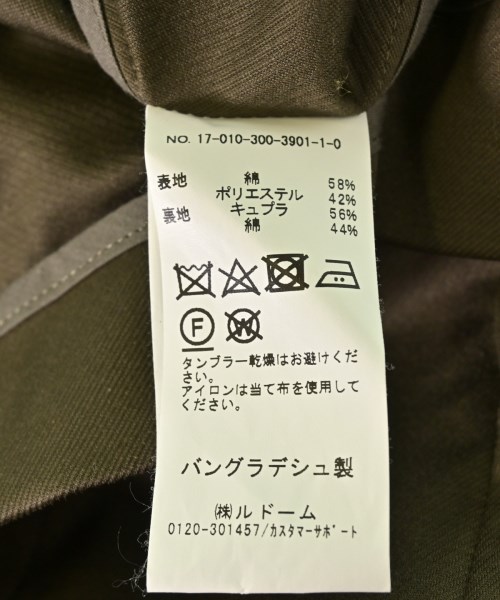 NO. 17-010-300-3901-1-0
表地 綿 58%
ポリエステル 42%
裏地 キュプラ 56%
綿 44%
F W
タンブラー乾燥はお避けくだ
さい。
アイロンは当て布を使用して
ください。
バングラデシュ製
㈱ルドーム
0120-301457/ｶｽﾀﾏｰｻﾎﾟｰﾄ